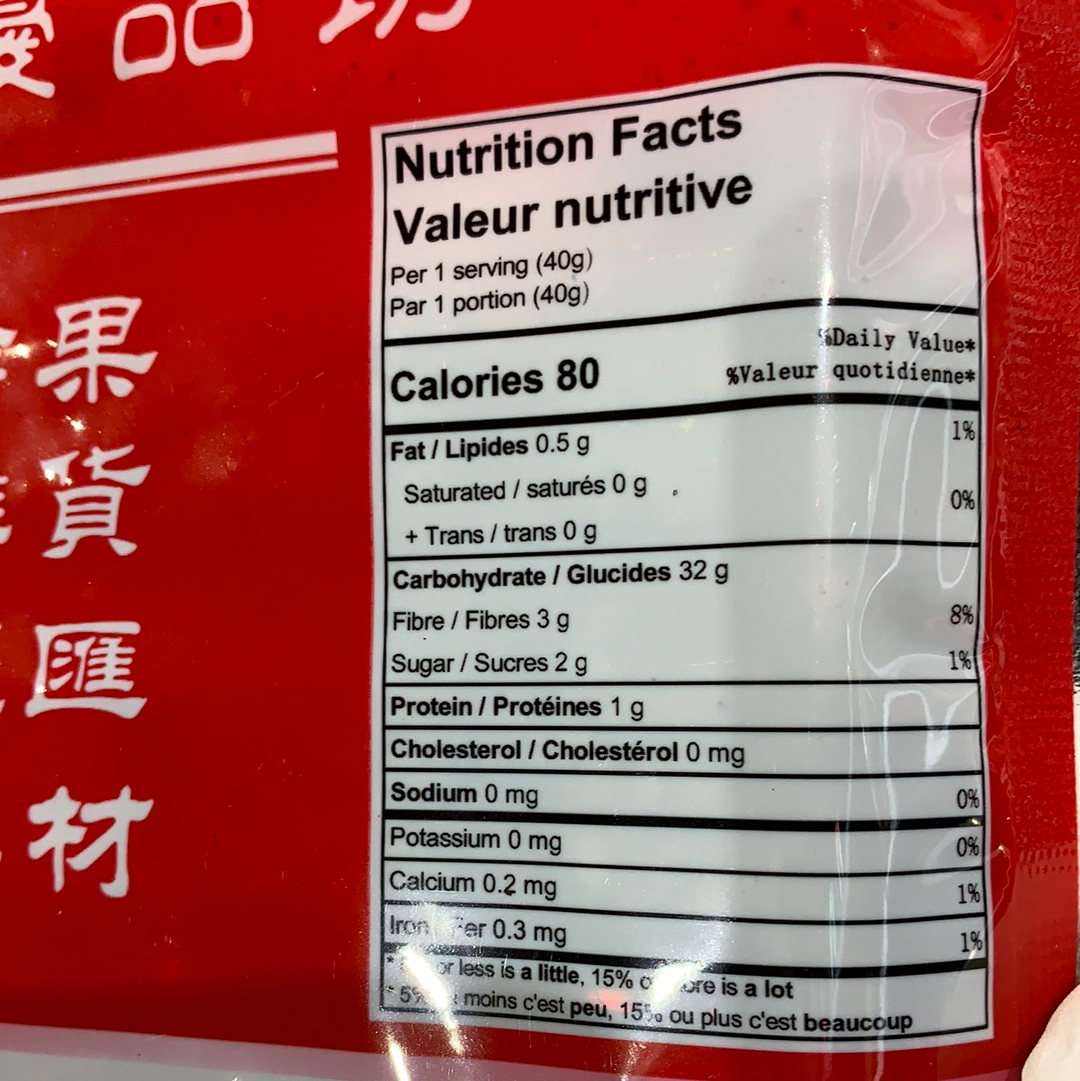 品坊
果
貨
匯
材
Nutrition Facts
Valeur nutritive
Per 1 serving (40g)
Par 1 portion (40g)
%Daily Value*
Calories 80
%Valeur quotidienne*
Fat / Lipides 0.5 g 1%
Saturated / saturés 0 g 0%
+ Trans / trans 0 g
Carbohydrate / Glucides 32 g
Fibre / Fibres 3 g 8%
Sugar / Sucres 2 g 1%
Protein / Protéines 1 g
Cholesterol / Cholestérol 0 mg
Sodium 0 mg 0%
Potassium 0 mg 0%
Calcium 0.2 mg 1%
Iron 0.3 mg 1%
or less is a little, 15% is a lot
moins c'est peu, 15% ou plus c'est beaucoup